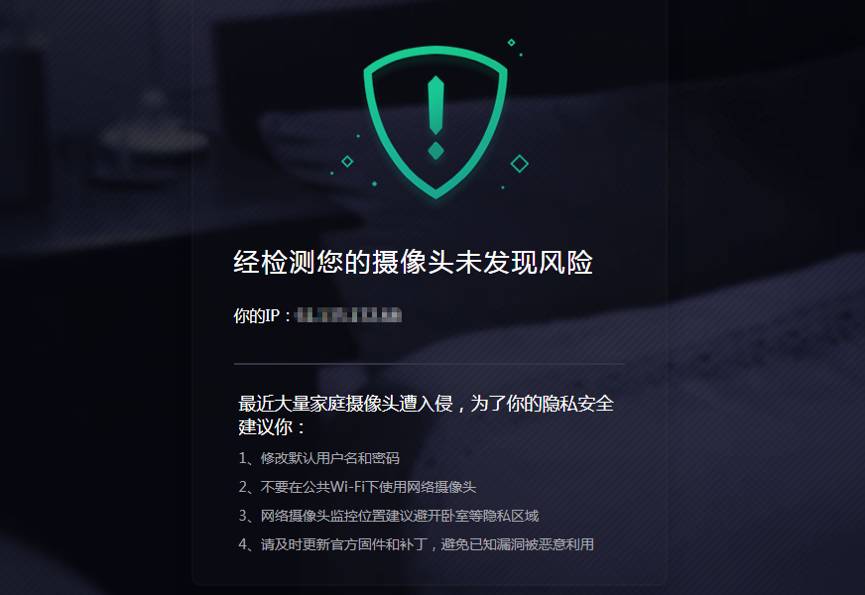 经检测您的摄像头未发现风险
你的IP：
最近大量家庭摄像头遭入侵，为了你的隐私安全
建议你：
1、修改默认用户名和密码
2、不要在公共Wi-Fi下使用网络摄像头
3、网络摄像头监控位置建议避开卧室等隐私区域
4、请及时更新官方固件和补丁，避免已知漏洞被恶意利用